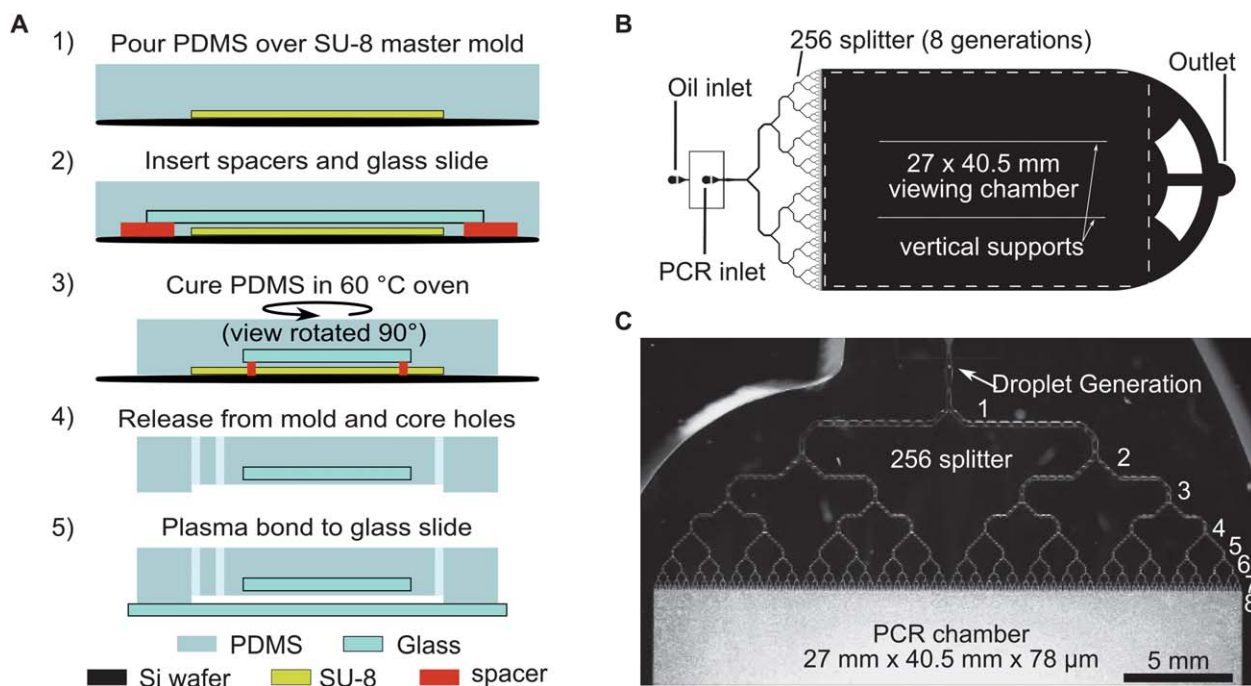 A
1) Pour PDMS over SU-8 master mold
2) Insert spacers and glass slide
3) Cure PDMS in 60 °C oven
(view rotated 90°)
4) Release from mold and core holes
5) Plasma bond to glass slide
PDMS Glass
Si wafer SU-8 spacer
B
256 splitter (8 generations)
Oil inlet
Outlet
27 x 40.5 mm
viewing chamber
PCR inlet
vertical supports
C
Droplet Generation
1
256 splitter
2
3
4
5
6
7
8
PCR chamber
27 mm x 40.5 mm x 78 µm
5 mm